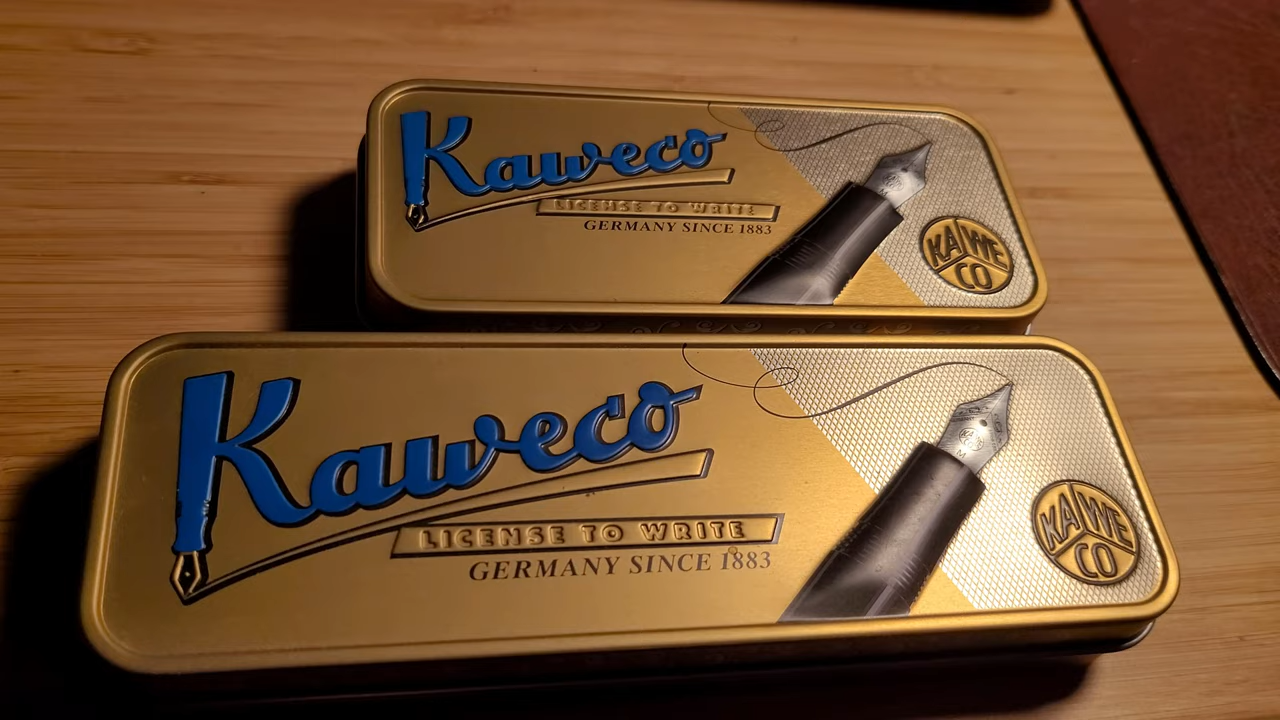 Kaweco
LICENSE TO WRITE
GERMANY SINCE 1883
KA WE
CO
Kaweco
LICENSE TO WRITE
GERMANY SINCE 1883
M
KA WE
CO